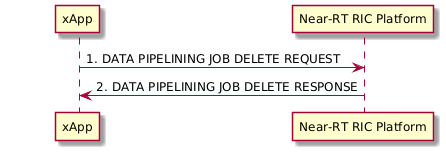 xApp
Near-RT RIC Platform
1. DATA PIPELINING JOB DELETE REQUEST
2. DATA PIPELINING JOB DELETE RESPONSE
xApp
Near-RT RIC Platform